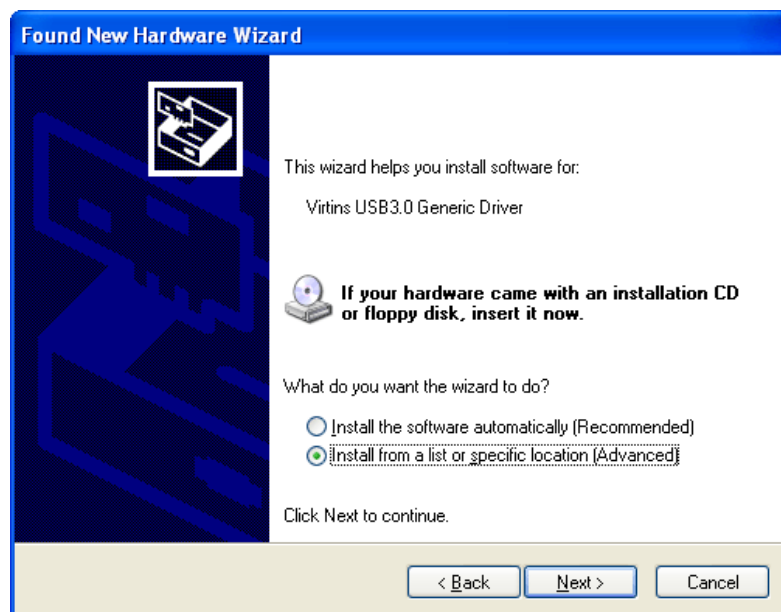 Found New Hardware Wizard
This wizard helps you install software for:
Virtins USB3.0 Generic Driver
If your hardware came with an installation CD
or floppy disk, insert it now.
What do you want the wizard to do?
Install the software automatically (Recommended)
Install from a list or specific location (Advanced)
Click Next to continue.
< Back
Next >
Cancel